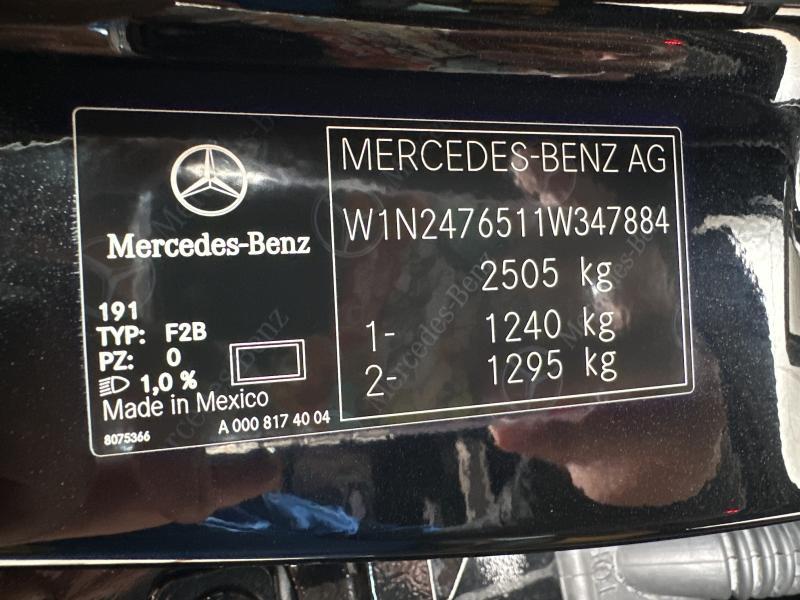 Mercedes-Benz
191
TYP: F2B
PZ: 0
1,0 %
Made in Mexico
8075366
A 000 817 40 04
MERCEDES-BENZ AG
W1N2476511W347884
2505 kg
1- 1240 kg
2- 1295 kg